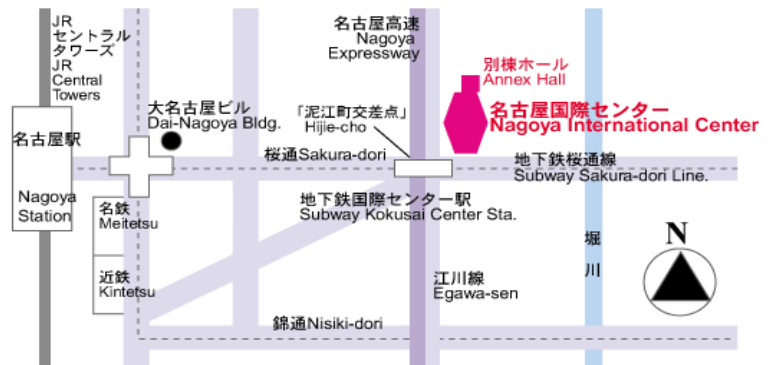 JR
セントラル
タワーズ
JR
Central
Towers
名古屋高速
Nagoya
Expressway
別棟ホール
Annex Hall
大名古屋ビル
Dai-Nagoya Bldg.
「泥江町交差点」
Hijie-cho
名古屋国際センター
Nagoya International Center
名古屋駅
桜通Sakura-dori
地下鉄桜通線
Subway Sakura-dori Line.
Nagoya
Station
名鉄
Meitetsu
地下鉄国際センター駅
Subway Kokusai Center Sta.
堀
川
N
近鉄
Kintetsu
江川線
Egawa-sen
錦通Nisiki-dori